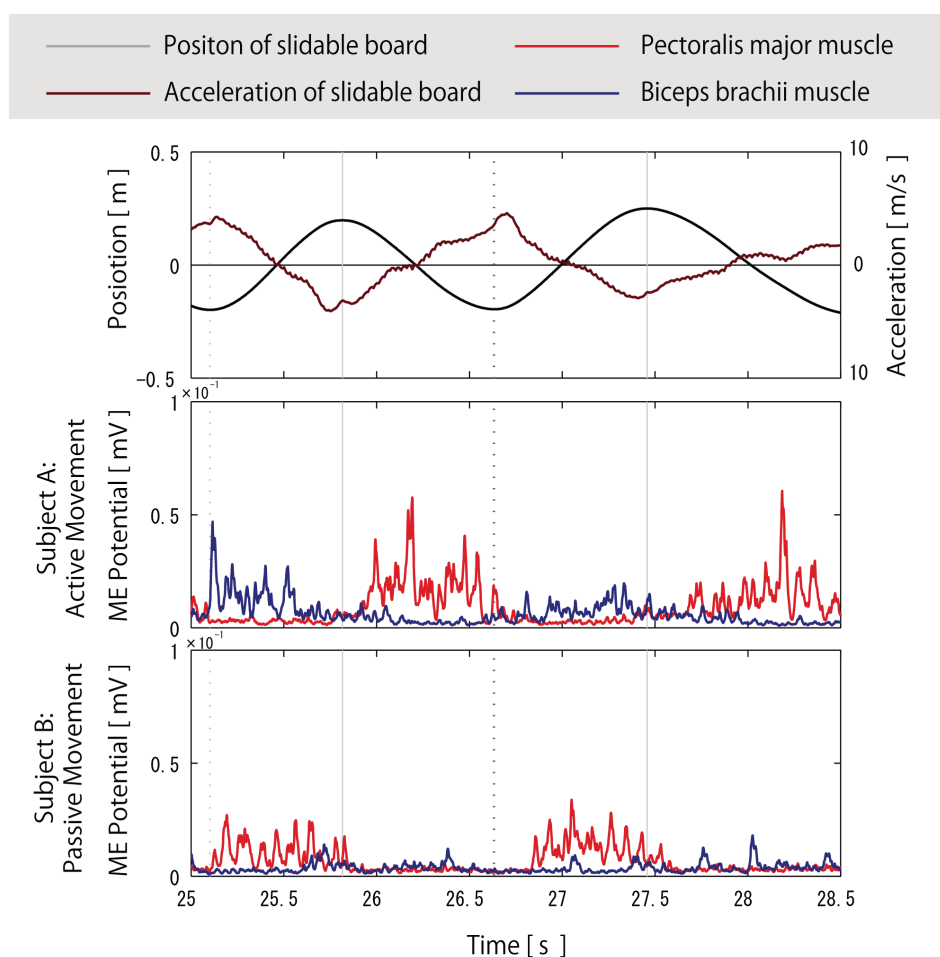 Positon of slidable board
Pectoralis major muscle
Acceleration of slidable board
Biceps brachii muscle
0.5
0
-0.5
Posiotion [ m ]
10
0
10
Acceleration [ m/s ]
1
×10⁻¹
0.5
0
Subject A:
Active Movement
ME Potential [ mV ]
1
×10⁻¹
0.5
0
Subject B:
Passive Movement
ME Potential [ mV ]
25 25.5 26 26.5 27 27.5 28 28.5
Time [ s ]